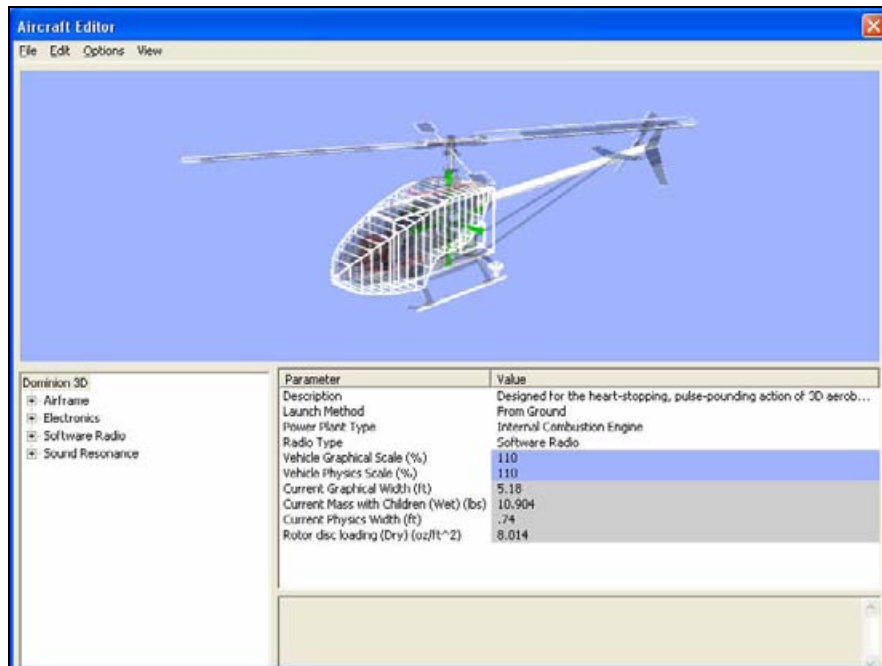 Aircraft Editor
File Edit Options View
Dominion 3D
Airframe
Electronics
Software Radio
Sound Resonance
Parameter Value
Description Designed for the heart-stopping, pulse-pounding action of 3D aerob...
Launch Method From Ground
Power Plant Type Internal Combustion Engine
Radio Type Software Radio
Vehicle Graphical Scale (%) 110
Vehicle Physics Scale (%) 110
Current Graphical Width (ft) 5.18
Current Mass with Children (Wet) (lbs) 10.904
Current Physics Width (ft) .74
Rotor disc loading (Dry) (oz/ft^2) 8.014